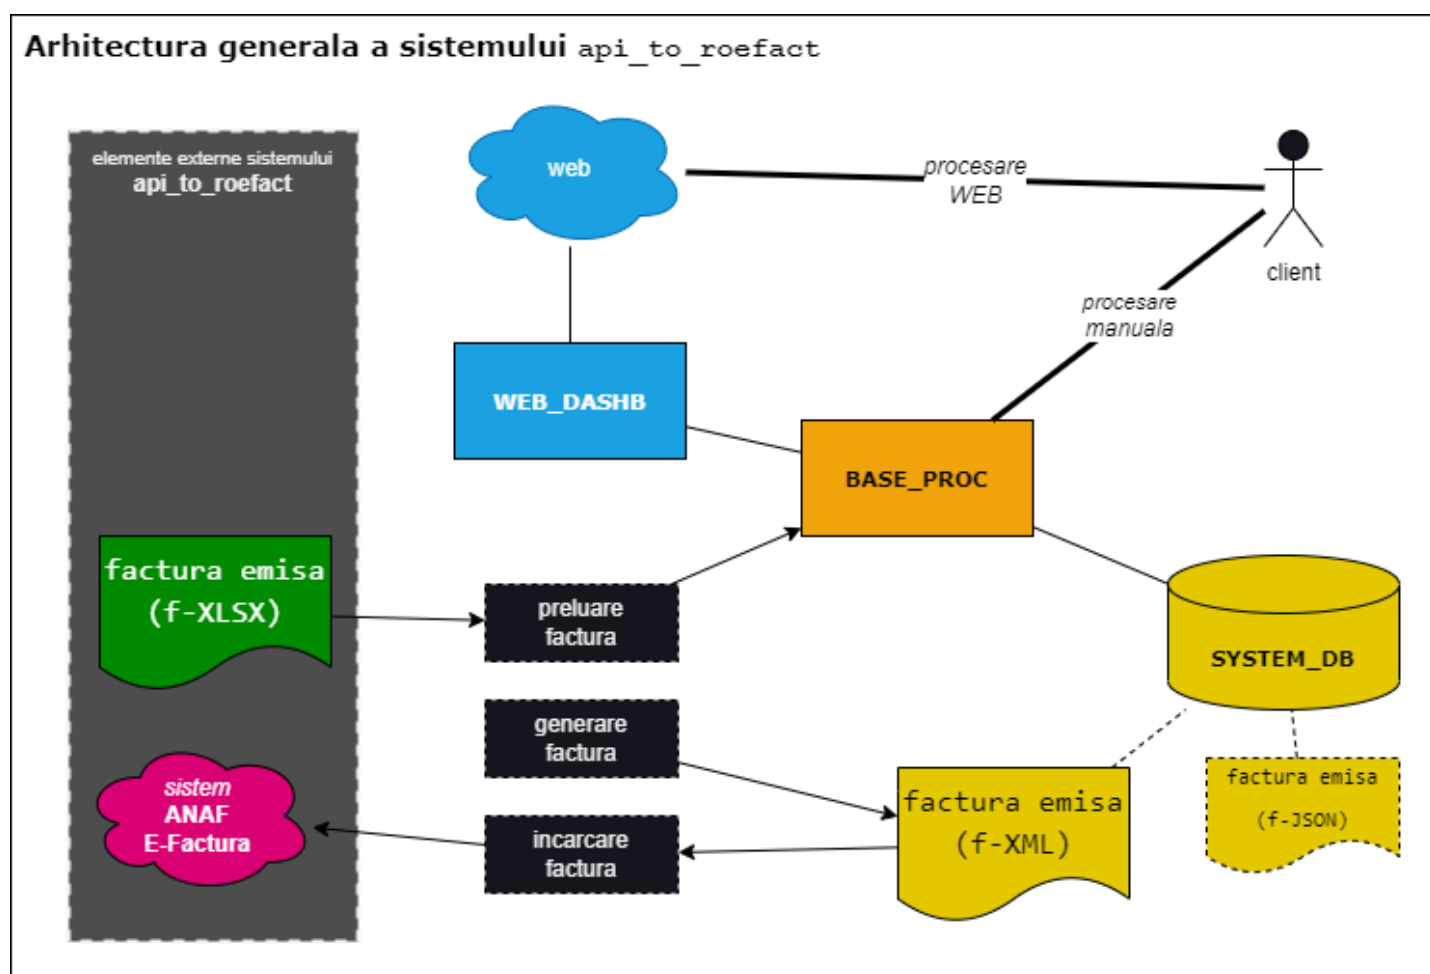 Arhitectura generala a sistemului api_to_roefact
elemente externe sistemului
api_to_roefact
web
procesare
WEB
client
procesare
manuala
WEB_DASHB
BASE_PROC
factura emisa
(f-XLSX)
preluare
factura
SYSTEM_DB
generare
factura
sistem
ANAF
E-Factura
incarcare
factura
factura emisa
(f-XML)
factura emisa
(f-JSON)